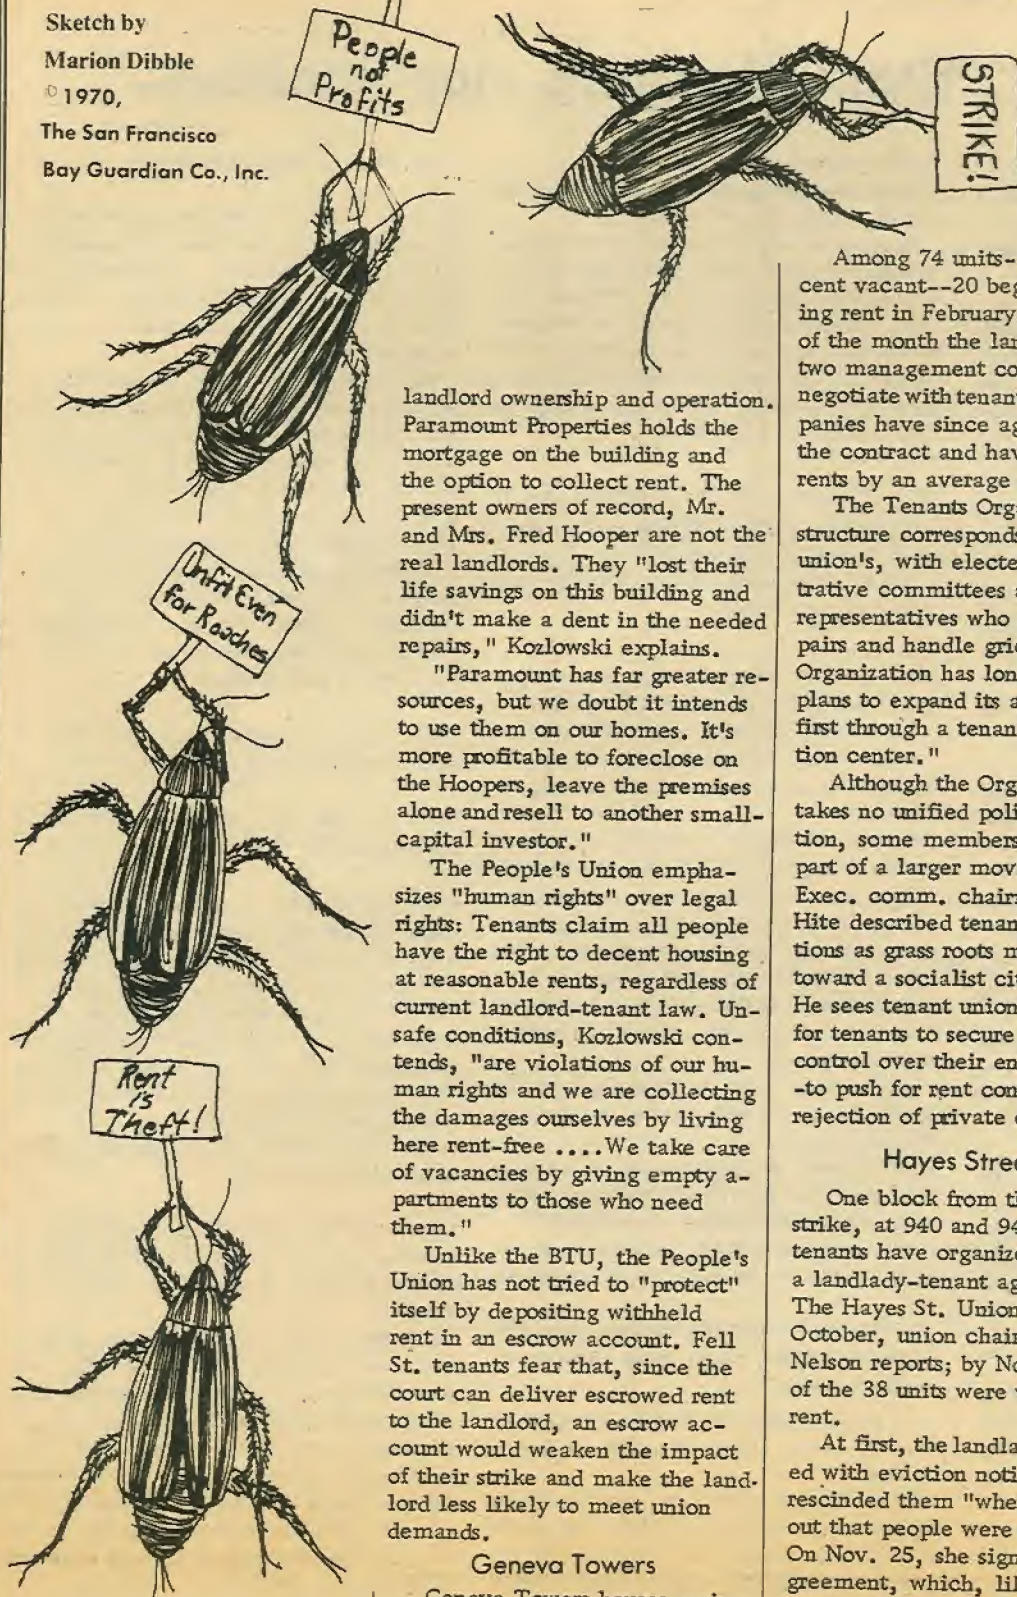 Sketch by
Marion Dibble
© 1970,
The San Francisco
Bay Guardian Co., Inc.
People
not
Profits
STRIKE!
Unfit Even
for Roaches
Rent
is
Theft!
landlord ownership and operation.
Paramount Properties holds the
mortgage on the building and
the option to collect rent. The
present owners of record, Mr.
and Mrs. Fred Hooper are not the
real landlords. They "lost their
life savings on this building and
didn't make a dent in the needed
repairs," Kozlowski explains.
"Paramount has far greater re-
sources, but we doubt it intends
to use them on our homes. It's
more profitable to foreclose on
the Hoopers, leave the premises
alone and resell to another small-
capital investor."
The People's Union empha-
sizes "human rights" over legal
rights: Tenants claim all people
have the right to decent housing
at reasonable rents, regardless of
current landlord-tenant law. Un-
safe conditions, Kozlowski con-
tends, "are violations of our hu-
man rights and we are collecting
the damages ourselves by living
here rent-free ....We take care
of vacancies by giving empty a-
partments to those who need
them."
Unlike the BTU, the People's
Union has not tried to "protect"
itself by depositing withheld
rent in an escrow account. Fell
St. tenants fear that, since the
court can deliver escrowed rent
to the landlord, an escrow ac-
count would weaken the impact
of their strike and make the land-
lord less likely to meet union
demands.
Geneva Towers
Among 74 units-
cent vacant--20 beg
ing rent in February
of the month the lan
two management co
negotiate with tenant
panies have since ag
the contract and hav
rents by an average
The Tenants Orga
structure corresponds
union's, with electe
trative committees a
representatives who
pairs and handle grie
Organization has lon
plans to expand its a
first through a tenan
tion center."
Although the Org
takes no unified poli
tion, some members
part of a larger mov
Exec. comm. chair
Hite described tenan
tions as grass roots m
toward a socialist cit
He sees tenant union
for tenants to secure
control over their en
-to push for rent con
rejection of private
Hayes Stree
One block from th
strike, at 940 and 94
tenants have organize
a landlady-tenant ag
The Hayes St. Union
October, union chair
Nelson reports; by No
of the 38 units were
rent.
At first, the landla
ed with eviction noti
rescinded them "whe
out that people were
On Nov. 25, she sign
greement, which, lik